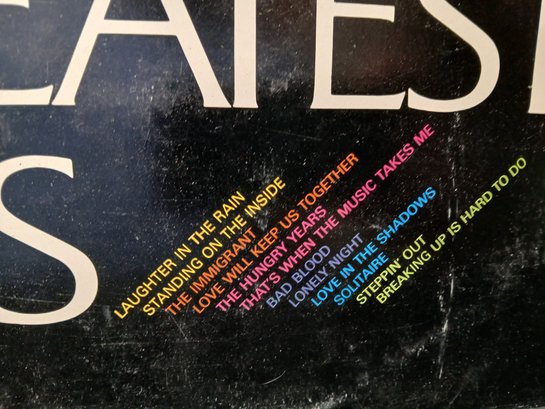 EATEST
S
LAUGHTER IN THE RAIN
STANDING ON THE INSIDE
THE IMMIGRANT
LOVE WILL KEEP US TOGETHER
THE HUNGRY YEARS
THAT'S WHEN THE MUSIC TAKES ME
BAD BLOOD
LONELY NIGHT
LOVE IN THE SHADOWS
SOLITAIRE
STEPPIN' OUT
BREAKING UP IS HARD TO DO